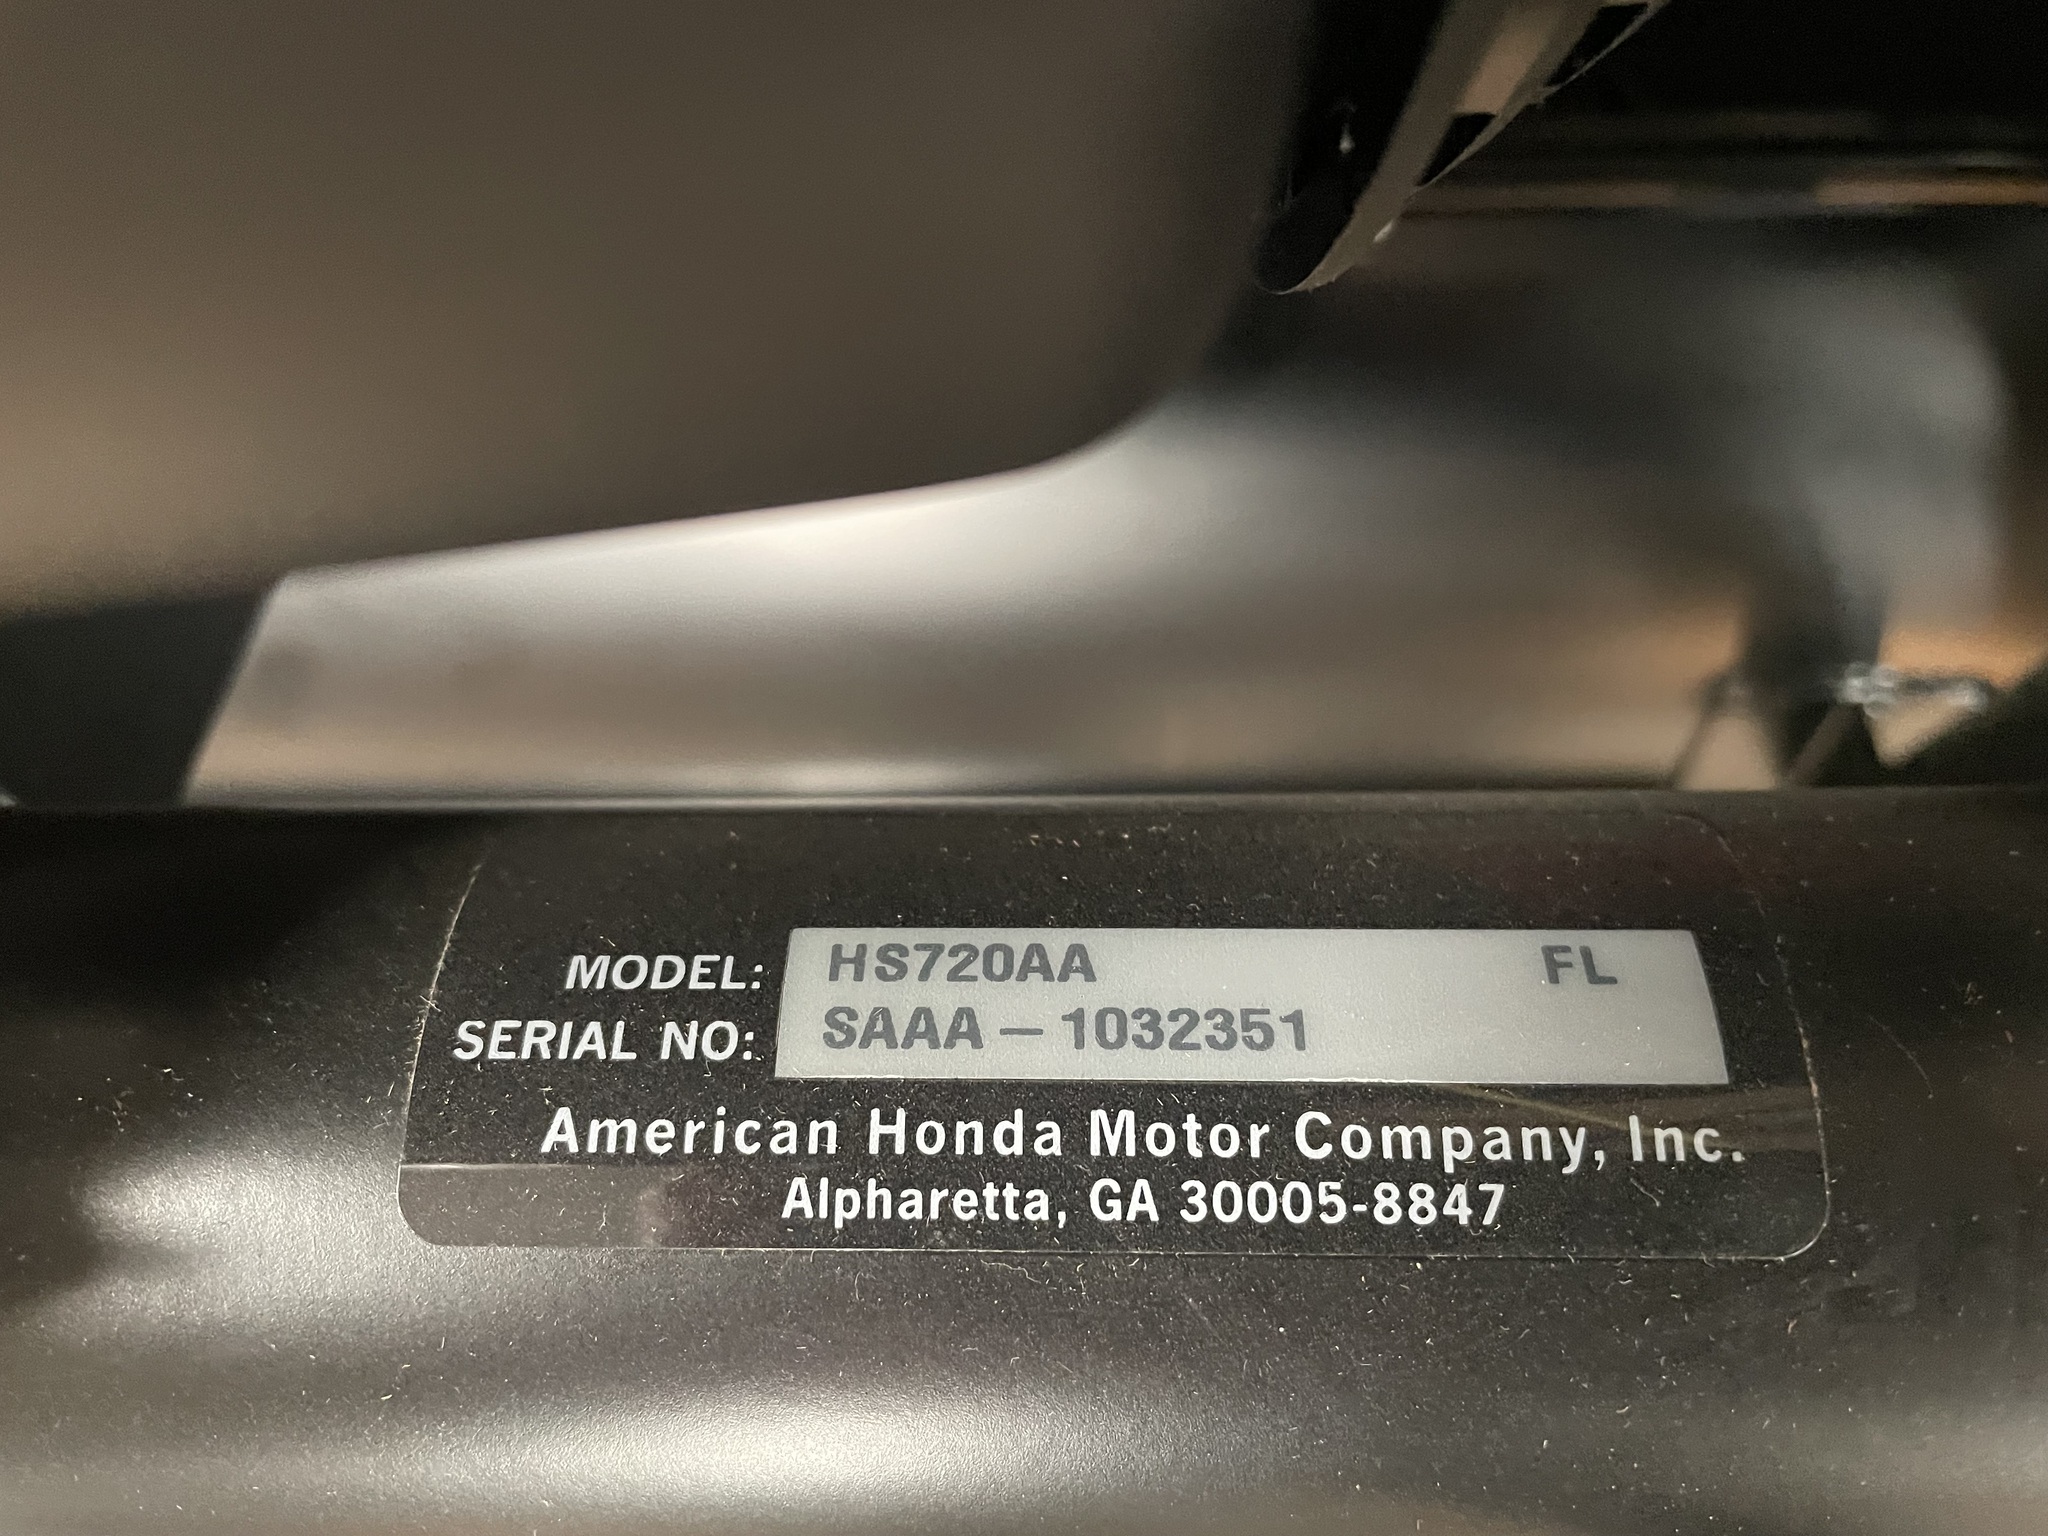 MODEL: HS720AA FL
SERIAL NO: SAAA – 1032351
American Honda Motor Company, Inc.
Alpharetta, GA 30005-8847